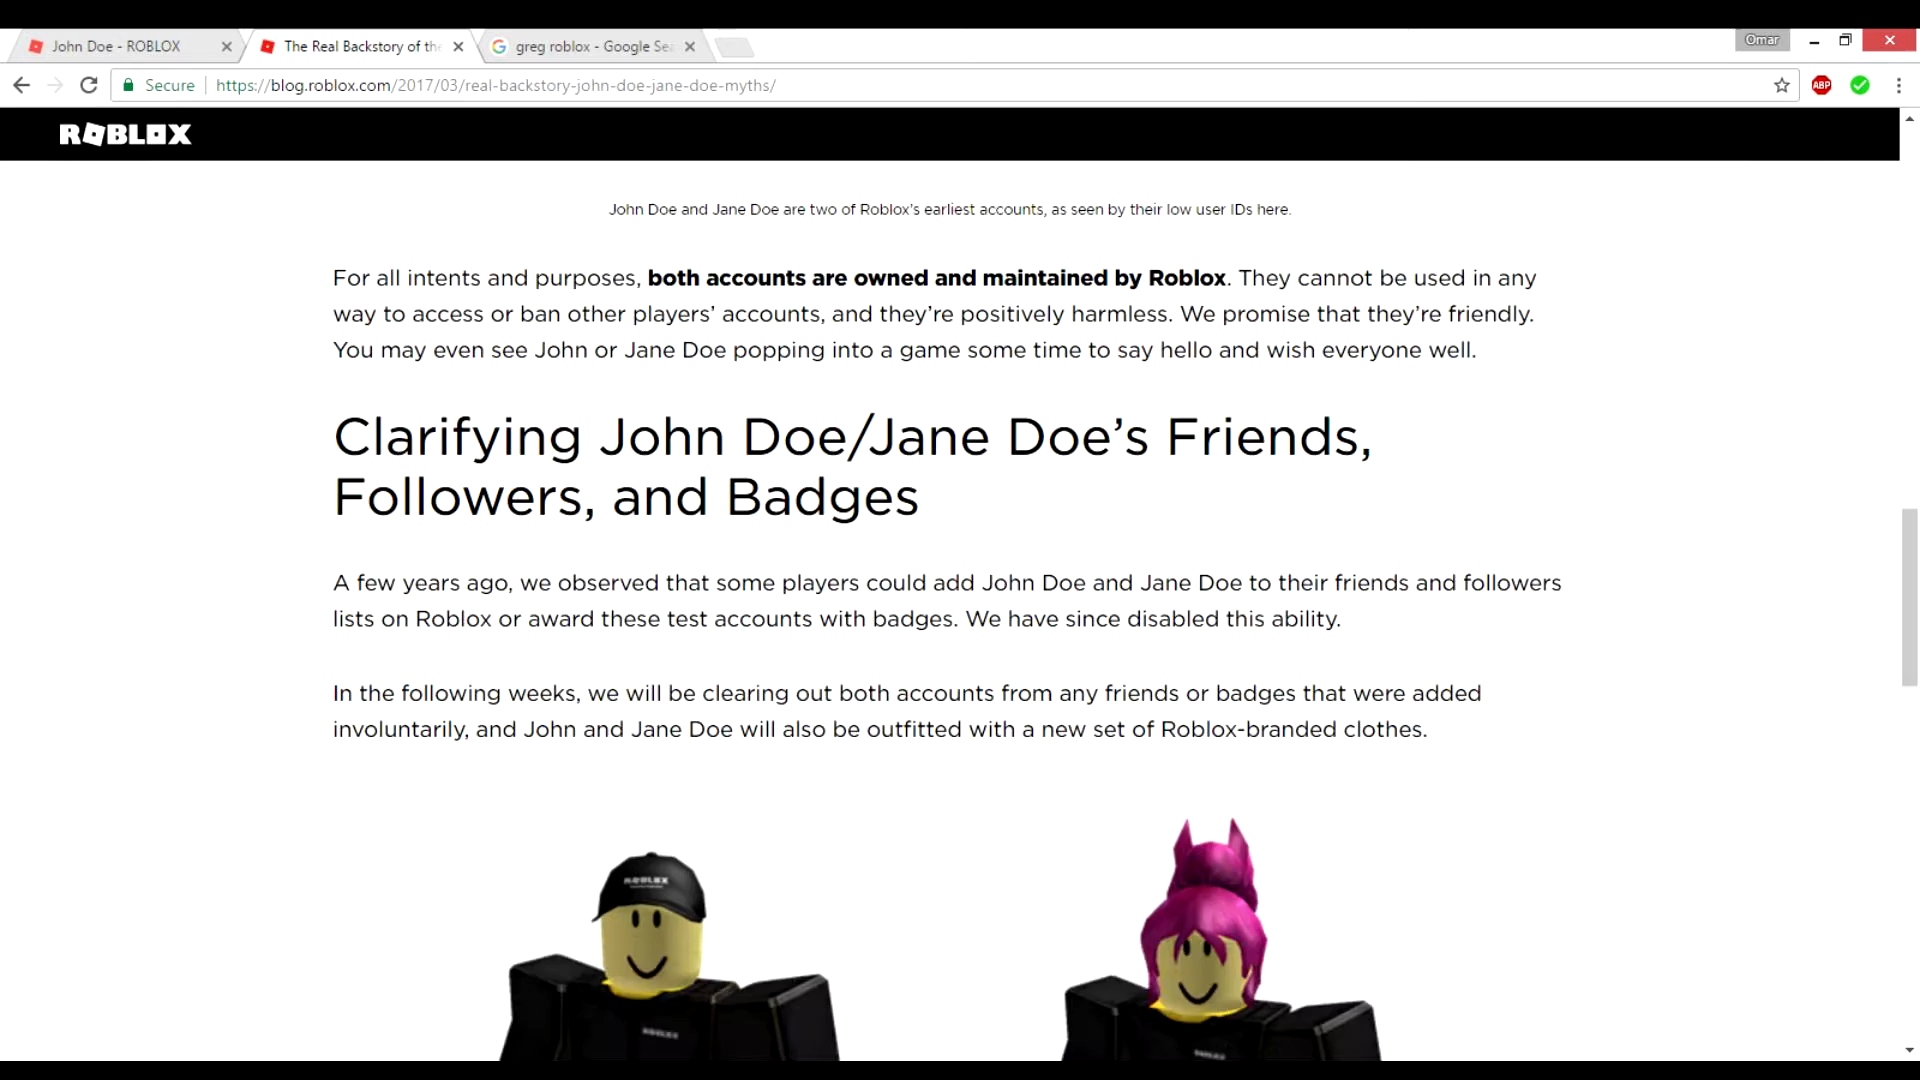 John Doe - ROBLOX
The Real Backstory of the
greg roblox - Google Sea
Omar
Secure
https://blog.roblox.com/2017/03/real-backstory-john-doe-jane-doe-myths/
ABP
ROBLOX
John Doe and Jane Doe are two of Roblox’s earliest accounts, as seen by their low user IDs here.
For all intents and purposes, both accounts are owned and maintained by Roblox. They cannot be used in any
way to access or ban other players’ accounts, and they’re positively harmless. We promise that they’re friendly.
You may even see John or Jane Doe popping into a game some time to say hello and wish everyone well.
Clarifying John Doe/Jane Doe’s Friends,
Followers, and Badges
A few years ago, we observed that some players could add John Doe and Jane Doe to their friends and followers
lists on Roblox or award these test accounts with badges. We have since disabled this ability.
In the following weeks, we will be clearing out both accounts from any friends or badges that were added
involuntarily, and John and Jane Doe will also be outfitted with a new set of Roblox-branded clothes.
ROBLOX
ROBLOX
ROBLOX